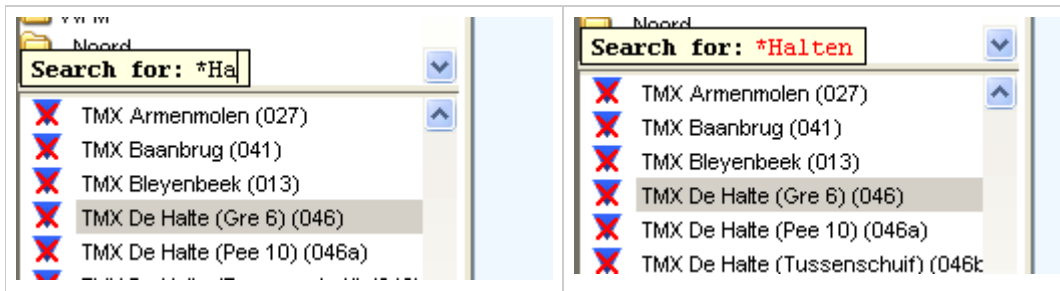 Noord
Search for: *Ha
TMX Armenmolen (027)
TMX Baanbrug (041)
TMX Bleyenbeek (013)
TMX De Halte (Gre 6) (046)
TMX De Halte (Pee 10) (046a)
Noord
Search for: *Halten
TMX Armenmolen (027)
TMX Baanbrug (041)
TMX Bleyenbeek (013)
TMX De Halte (Gre 6) (046)
TMX De Halte (Pee 10) (046a)
TMX De Halte (Tussenschuif) (046b